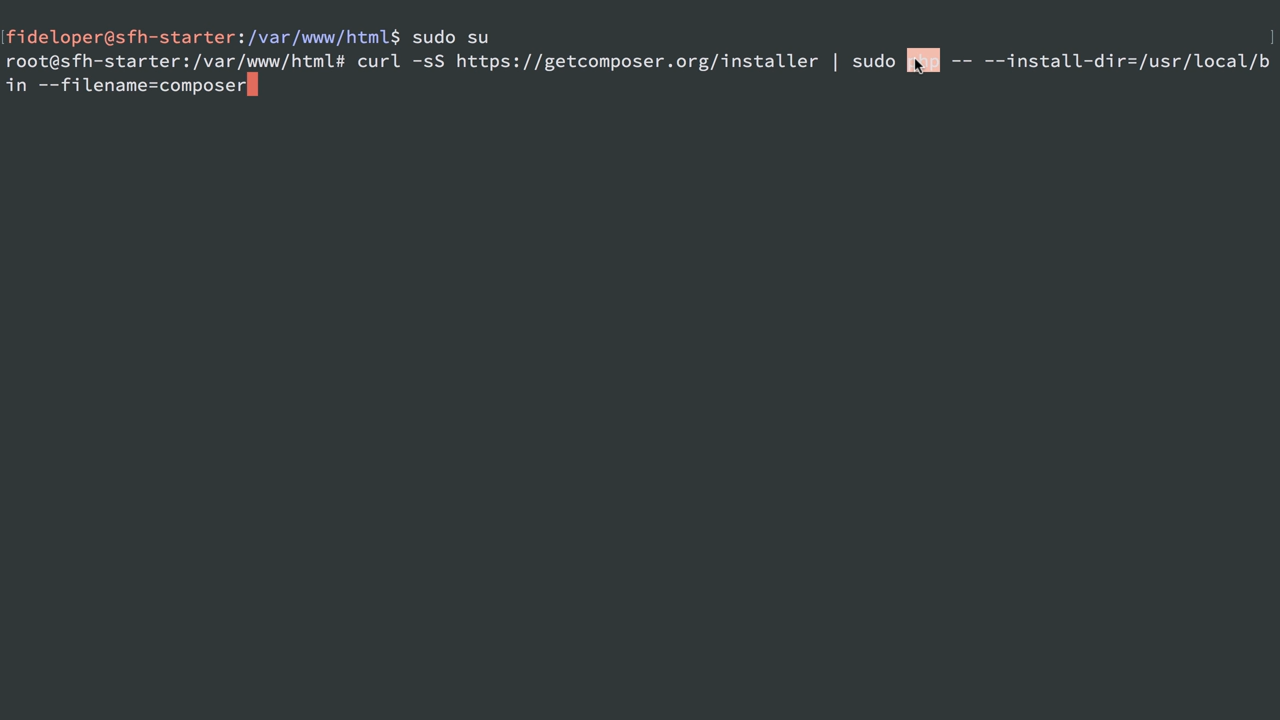 [fideloper@sfh-starter:/var/www/html$ sudo su ]
root@sfh-starter:/var/www/html# curl -sS https://getcomposer.org/installer | sudo php -- --install-dir=/usr/local/b
in --filename=composer